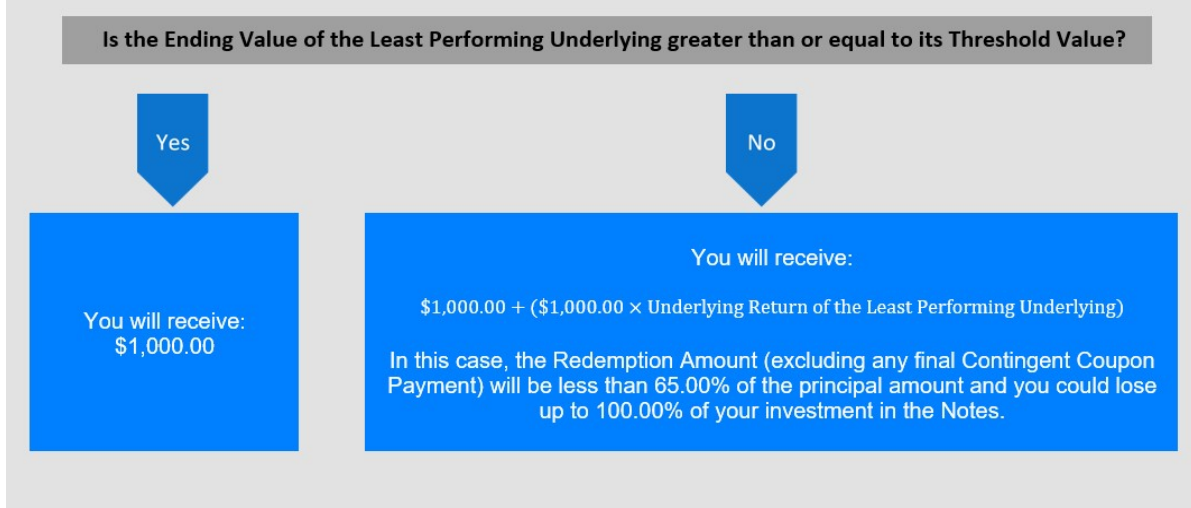 Is the Ending Value of the Least Performing Underlying greater than or equal to its Threshold Value?
Yes
No
You will receive:
$1,000.00
You will receive:
$1,000.00 + ($1,000.00 × Underlying Return of the Least Performing Underlying)
In this case, the Redemption Amount (excluding any final Contingent Coupon
Payment) will be less than 65.00% of the principal amount and you could lose
up to 100.00% of your investment in the Notes.